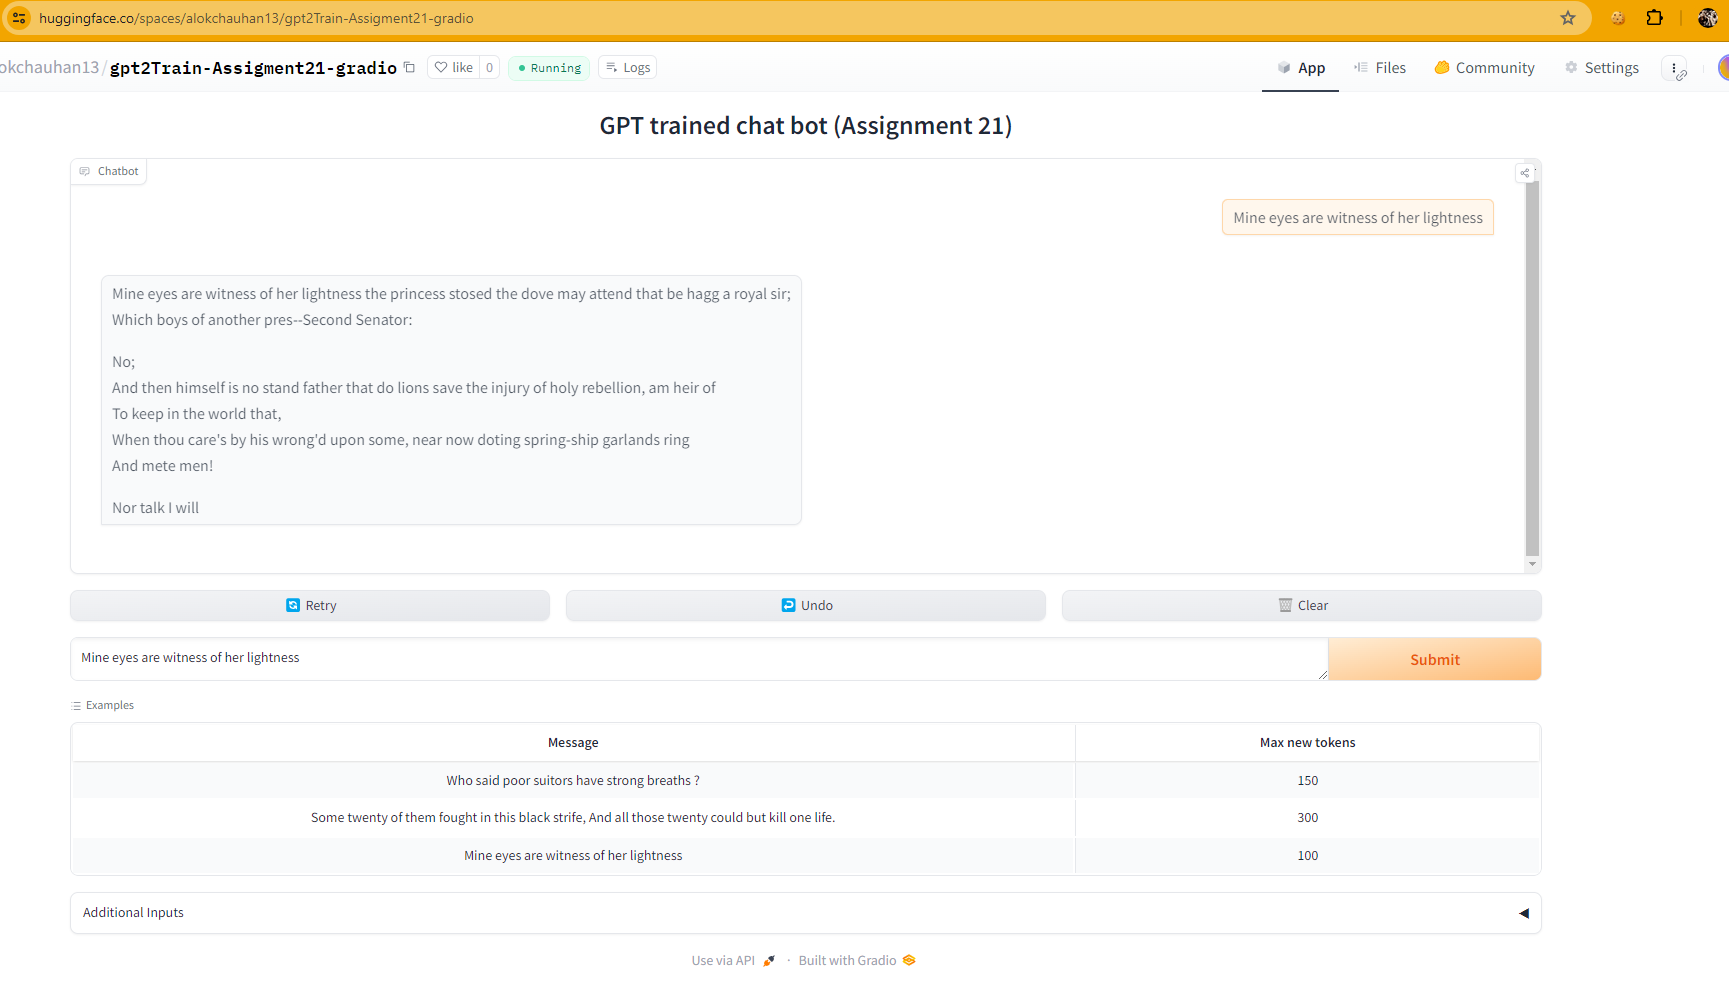 huggingface.co/spaces/alokchauhan13/gpt2Train-Assigment21-gradio
okchauhan13/gpt2Train-Assigment21-gradio like 0 Running Logs App Files Community Settings
GPT trained chat bot (Assignment 21)
Chatbot
Mine eyes are witness of her lightness
Mine eyes are witness of her lightness the princess stosed the dove may attend that be hagg a royal sir;
Which boys of another pres--Second Senator:
No;
And then himself is no stand father that do lions save the injury of holy rebellion, am heir of
To keep in the world that,
When thou care's by his wrong'd upon some, near now doting spring-ship garlands ring
And mete men!
Nor talk I will
Retry Undo Clear
Mine eyes are witness of her lightness Submit
Examples
Message Max new tokens
Who said poor suitors have strong breaths ? 150
Some twenty of them fought in this black strife, And all those twenty could but kill one life. 300
Mine eyes are witness of her lightness 100
Additional Inputs
Use via API · Built with Gradio